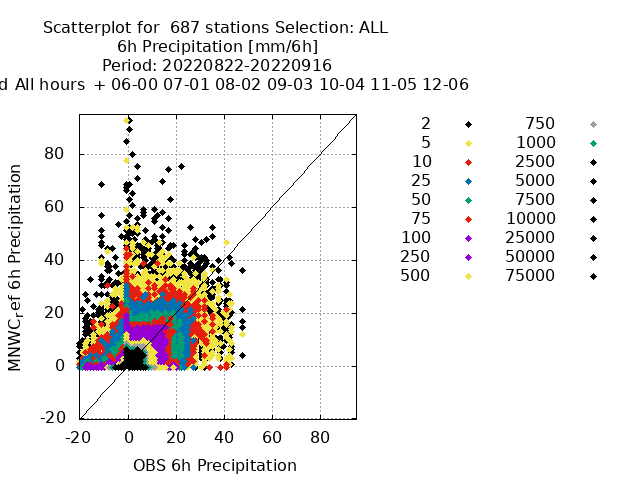 Scatterplot for 687 stations Selection: ALL
6h Precipitation [mm/6h]
Period: 20220822-20220916
d All hours + 06-00 07-01 08-02 09-03 10-04 11-05 12-06
MNWC_ref 6h Precipitation
80
60
40
20
0
-20
-20 0 20 40 60 80
OBS 6h Precipitation
2 750
5 1000
10 2500
25 5000
50 7500
75 10000
100 25000
250 50000
500 75000